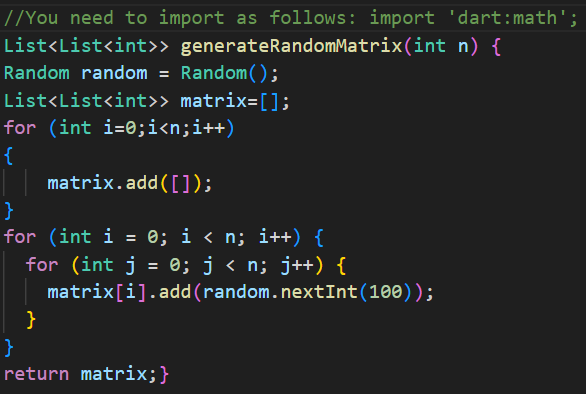 //You need to import as follows: import 'dart:math';
List<List<int>> generateRandomMatrix(int n) {
Random random = Random();
List<List<int>> matrix=[];
for (int i=0;i<n;i++)
{
    matrix.add([]);
}
for (int i = 0; i < n; i++) {
  for (int j = 0; j < n; j++) {
    matrix[i].add(random.nextInt(100));
  }
}
return matrix;}